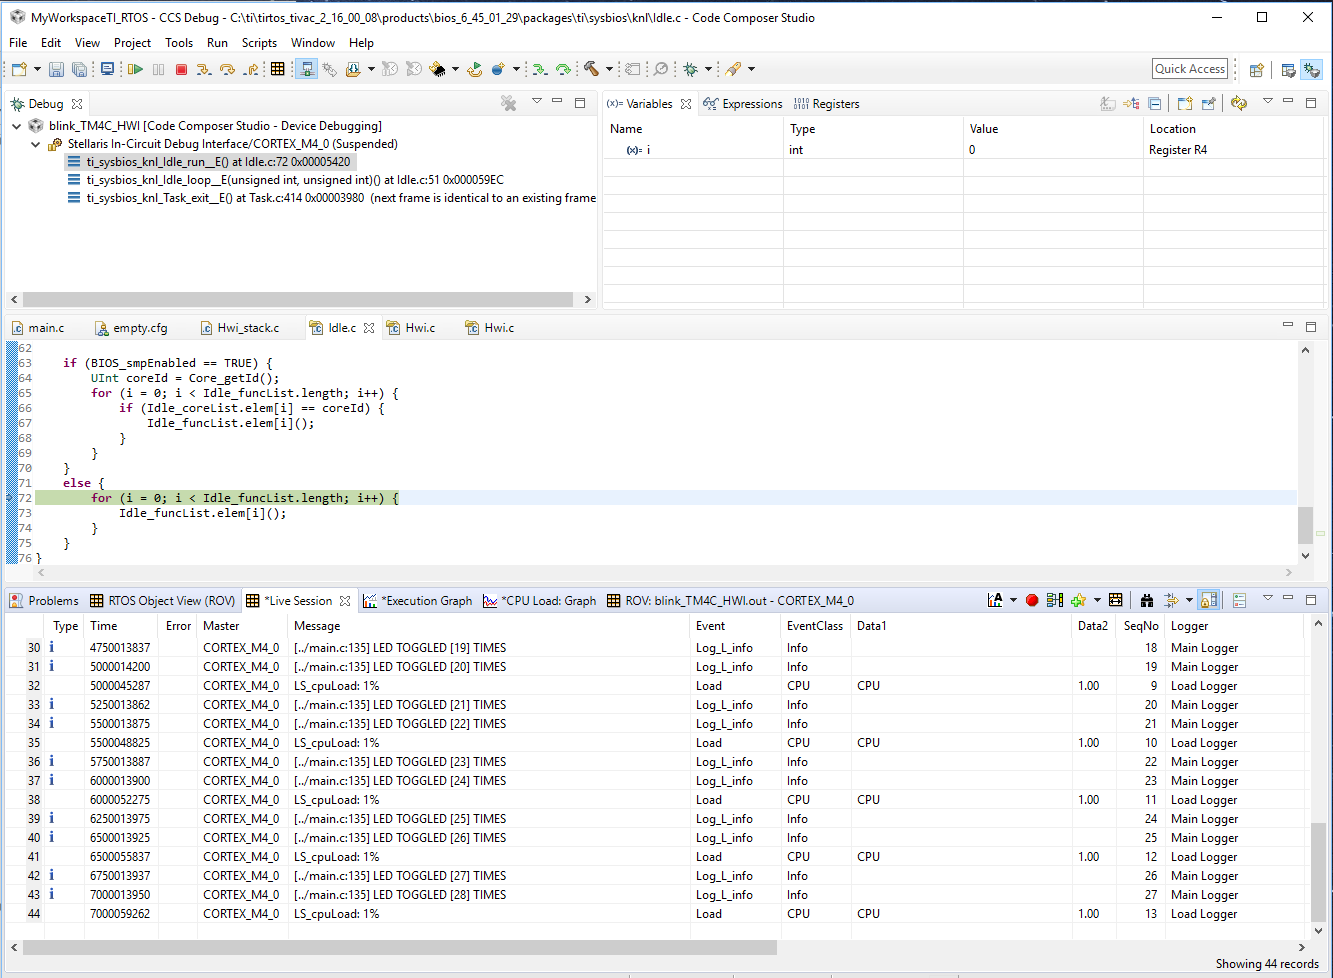 MyWorkspaceTI_RTOS - CCS Debug - C:\ti\tirtos_tivac_2_16_00_08\products\bios_6_45_01_29\packages\ti\sysbios\knl\Idle.c - Code Composer Studio
File Edit View Project Tools Run Scripts Window Help
Quick Access
Debug
blink_TM4C_HWI [Code Composer Studio - Device Debugging]
Stellaris In-Circuit Debug Interface/CORTEX_M4_0 (Suspended)
ti_sysbios_knl_Idle_run__E() at Idle.c:72 0x00005420
ti_sysbios_knl_Idle_loop__E(unsigned int, unsigned int)() at Idle.c:51 0x000059EC
ti_sysbios_knl_Task_exit__E() at Task.c:414 0x00003980 (next frame is identical to an existing frame
(x)= Variables Expressions Registers
Name Type Value Location
(x)= i int 0 Register R4
main.c empty.cfg Hwi_stack.c Idle.c Hwi.c Hwi.c
62
63 if (BIOS_smpEnabled == TRUE) {
64 UInt coreId = Core_getId();
65 for (i = 0; i < Idle_funcList.length; i++) {
66 if (Idle_coreList.elem[i] == coreId) {
67 Idle_funcList.elem[i]();
68 }
69 }
70 }
71 else {
72 for (i = 0; i < Idle_funcList.length; i++) {
73 Idle_funcList.elem[i]();
74 }
75 }
76 }
Problems RTOS Object View (ROV) *Live Session *Execution Graph *CPU Load: Graph ROV: blink_TM4C_HWI.out - CORTEX_M4_0
Type Time Error Master Message Event EventClass Data1 Data2 SeqNo Logger
30 i 4750013837 CORTEX_M4_0 [../main.c:135] LED TOGGLED [19] TIMES Log_L_info Info 18 Main Logger
31 i 5000014200 CORTEX_M4_0 [../main.c:135] LED TOGGLED [20] TIMES Log_L_info Info 19 Main Logger
32 5000045287 CORTEX_M4_0 LS_cpuLoad: 1% Load CPU CPU 1.00 9 Load Logger
33 i 5250013862 CORTEX_M4_0 [../main.c:135] LED TOGGLED [21] TIMES Log_L_info Info 20 Main Logger
34 i 5500013875 CORTEX_M4_0 [../main.c:135] LED TOGGLED [22] TIMES Log_L_info Info 21 Main Logger
35 5500048825 CORTEX_M4_0 LS_cpuLoad: 1% Load CPU CPU 1.00 10 Load Logger
36 i 5750013887 CORTEX_M4_0 [../main.c:135] LED TOGGLED [23] TIMES Log_L_info Info 22 Main Logger
37 i 6000013900 CORTEX_M4_0 [../main.c:135] LED TOGGLED [24] TIMES Log_L_info Info 23 Main Logger
38 6000052275 CORTEX_M4_0 LS_cpuLoad: 1% Load CPU CPU 1.00 11 Load Logger
39 i 6250013975 CORTEX_M4_0 [../main.c:135] LED TOGGLED [25] TIMES Log_L_info Info 24 Main Logger
40 i 6500013925 CORTEX_M4_0 [../main.c:135] LED TOGGLED [26] TIMES Log_L_info Info 25 Main Logger
41 6500055837 CORTEX_M4_0 LS_cpuLoad: 1% Load CPU CPU 1.00 12 Load Logger
42 i 6750013937 CORTEX_M4_0 [../main.c:135] LED TOGGLED [27] TIMES Log_L_info Info 26 Main Logger
43 i 7000013950 CORTEX_M4_0 [../main.c:135] LED TOGGLED [28] TIMES Log_L_info Info 27 Main Logger
44 7000059262 CORTEX_M4_0 LS_cpuLoad: 1% Load CPU CPU 1.00 13 Load Logger
Showing 44 records